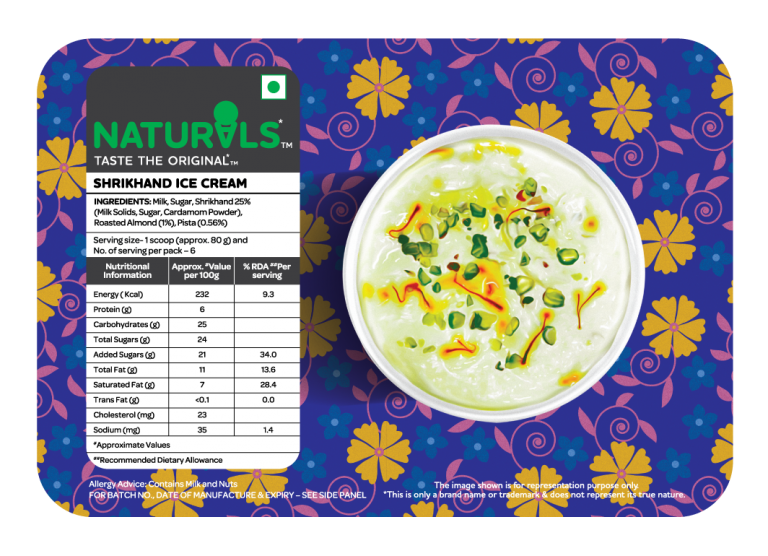 NATURALS*™
TASTE THE ORIGINAL*™
SHRIKHAND ICE CREAM
INGREDIENTS: Milk, Sugar, Shrikhand 25%
(Milk Solids, Sugar, Cardamom Powder),
Roasted Almond (1%), Pista (0.56%)
Serving size- 1 scoop (approx. 80 g) and
No. of serving per pack – 6
Nutritional Information Approx. #Value per 100g % RDA ##Per serving
Energy ( Kcal) 232 9.3
Protein (g) 6
Carbohydrates (g) 25
Total Sugars (g) 24
Added Sugars (g) 21 34.0
Total Fat (g) 11 13.6
Saturated Fat (g) 7 28.4
Trans Fat (g) <0.1 0.0
Cholesterol (mg) 23
Sodium (mg) 35 1.4
#Approximate Values
##Recommended Dietary Allowance
Allergy Advice: Contains Milk and Nuts
FOR BATCH NO., DATE OF MANUFACTURE & EXPIRY – SEE SIDE PANEL
The image shown is for representation purpose only.
*This is only a brand name or trademark & does not represent its true nature.